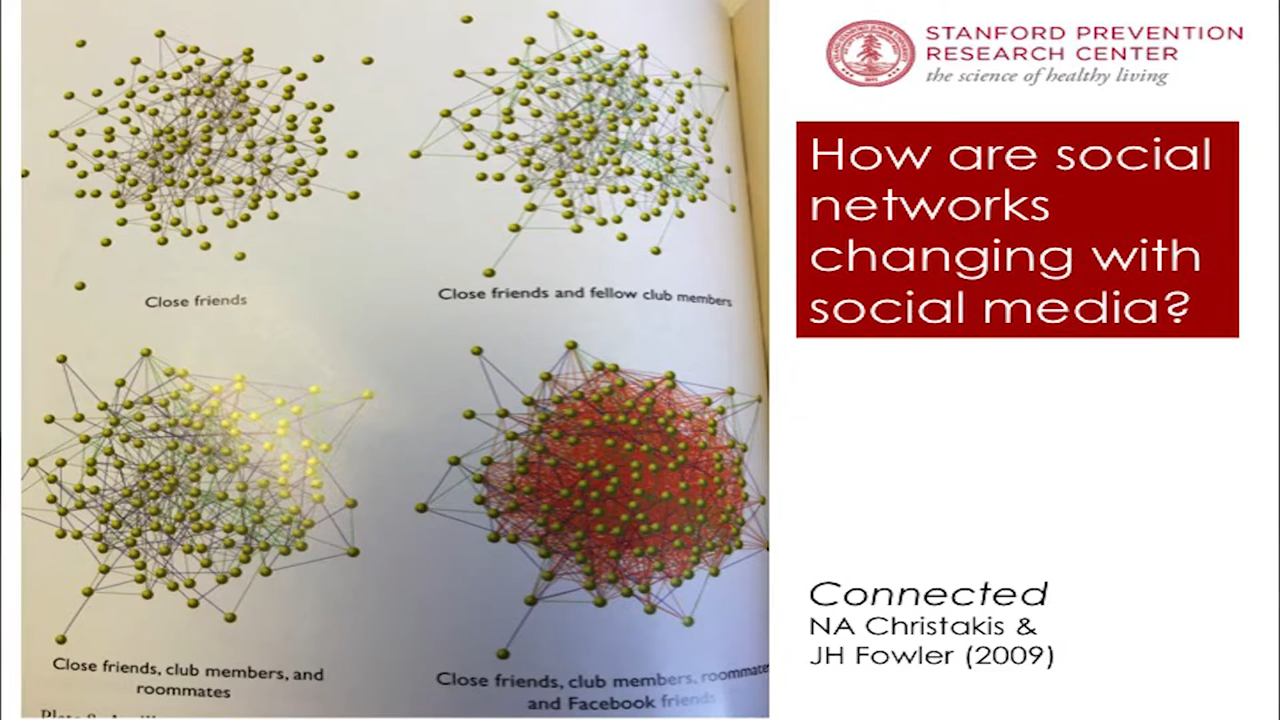 STANFORD PREVENTION
RESEARCH CENTER
the science of healthy living
How are social
networks
changing with
social media?
Close friends
Close friends and fellow club members
Close friends, club members, and
roommates
Close friends, club members, roommate
and Facebook friends
Connected
NA Christakis &
JH Fowler (2009)